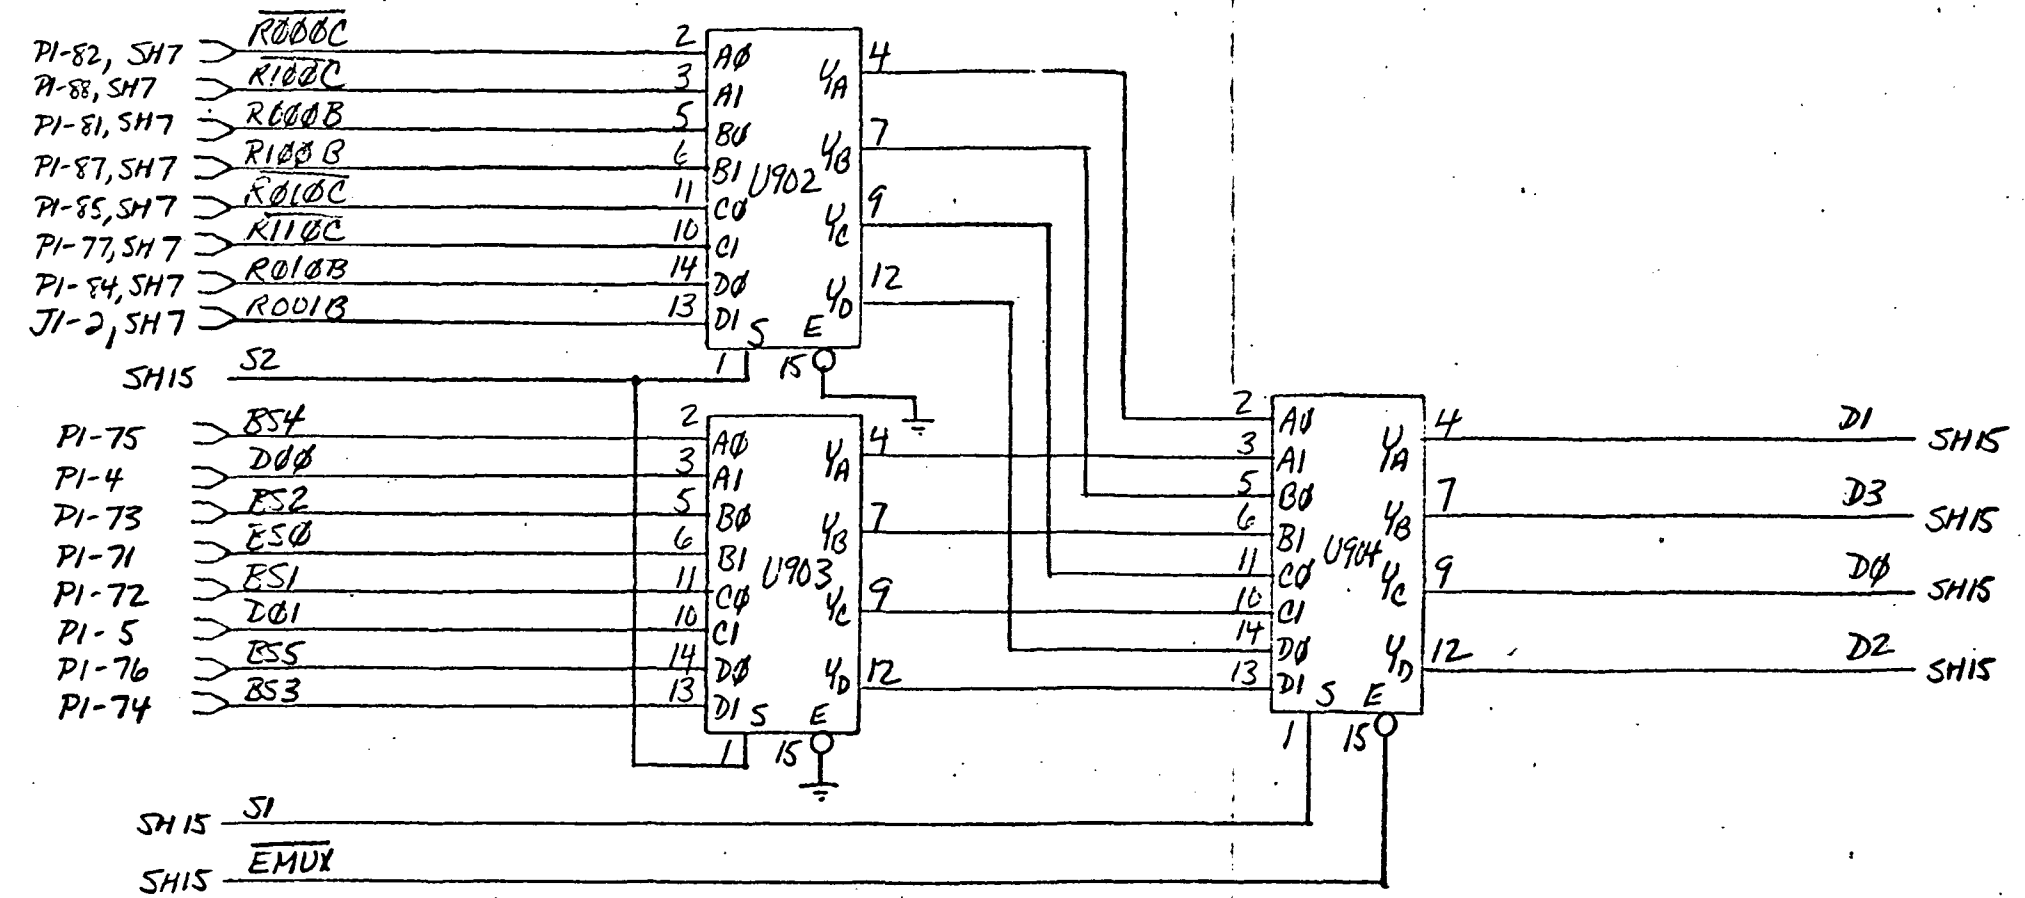 P1-82, SH7 R000C 2 A0
P1-88, SH7 R100C 3 A1
P1-81, SH7 R000B 5 B0
P1-87, SH7 R100B 6 B1
P1-85, SH7 R010C 11 C0
P1-77, SH7 R110C 10 C1
P1-84, SH7 R010B 14 D0
J1-2, SH7 R001B 13 D1
U902
YA 4
YB 7
YC 9
YD 12
S E
1 15
SH15 S2
P1-75 BS4 2 A0
P1-4 D00 3 A1
P1-73 BS2 5 B0
P1-71 BS0 6 B1
P1-72 BS1 11 C0
P1-5 D01 10 C1
P1-76 BS5 14 D0
P1-74 BS3 13 D1
U903
YA 4
YB 7
YC 9
YD 12
S E
1 15
2 A0
3 A1
5 B0
6 B1
11 C0
10 C1
14 D0
13 D1
U904
YA 4 D1 SH15
YB 7 D3 SH15
YC 9 D0 SH15
YD 12 D2 SH15
S E
1 15
SH15 S1
SH15 EMUX